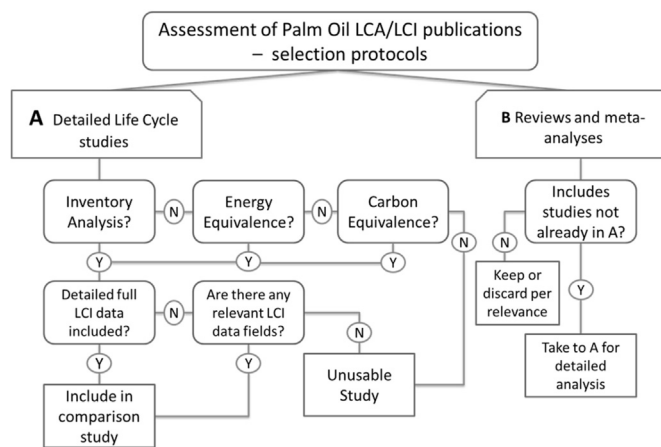 Assessment of Palm Oil LCA/LCI publications
– selection protocols
A Detailed Life Cycle
studies
B Reviews and meta-
analyses
Inventory
Analysis?
N
Energy
Equivalence?
N
Carbon
Equivalence?
N
Includes
studies not
already in A?
Y
Y
Y
N
Y
Keep or
discard per
relevance
Detailed full
LCI data
included?
N
Are there any
relevant LCI
data fields?
N
Y
Y
Include in
comparison
study
Unusable
Study
Take to A for
detailed
analysis